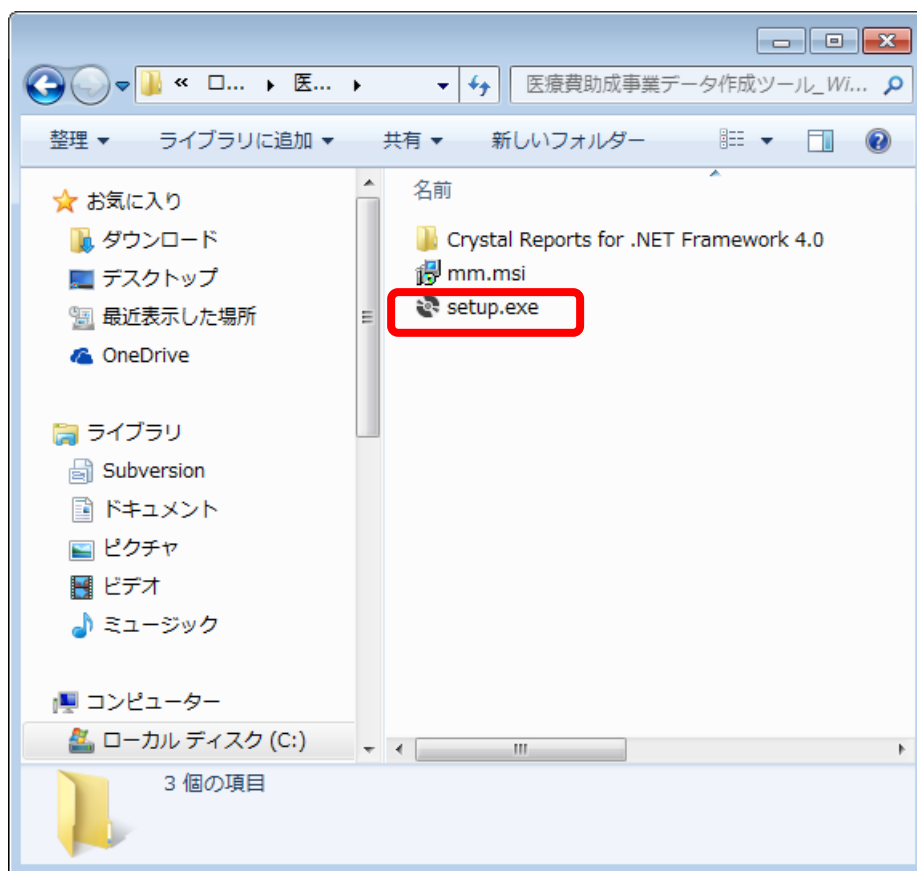 « ロ... 医...
医療費助成事業データ作成ツール_Wi...
整理 ライブラリに追加 共有 新しいフォルダー
名前
お気に入り
ダウンロード
デスクトップ
最近表示した場所
OneDrive
ライブラリ
Subversion
ドキュメント
ピクチャ
ビデオ
ミュージック
コンピューター
ローカル ディスク (C:)
Crystal Reports for .NET Framework 4.0
mm.msi
setup.exe
3 個の項目